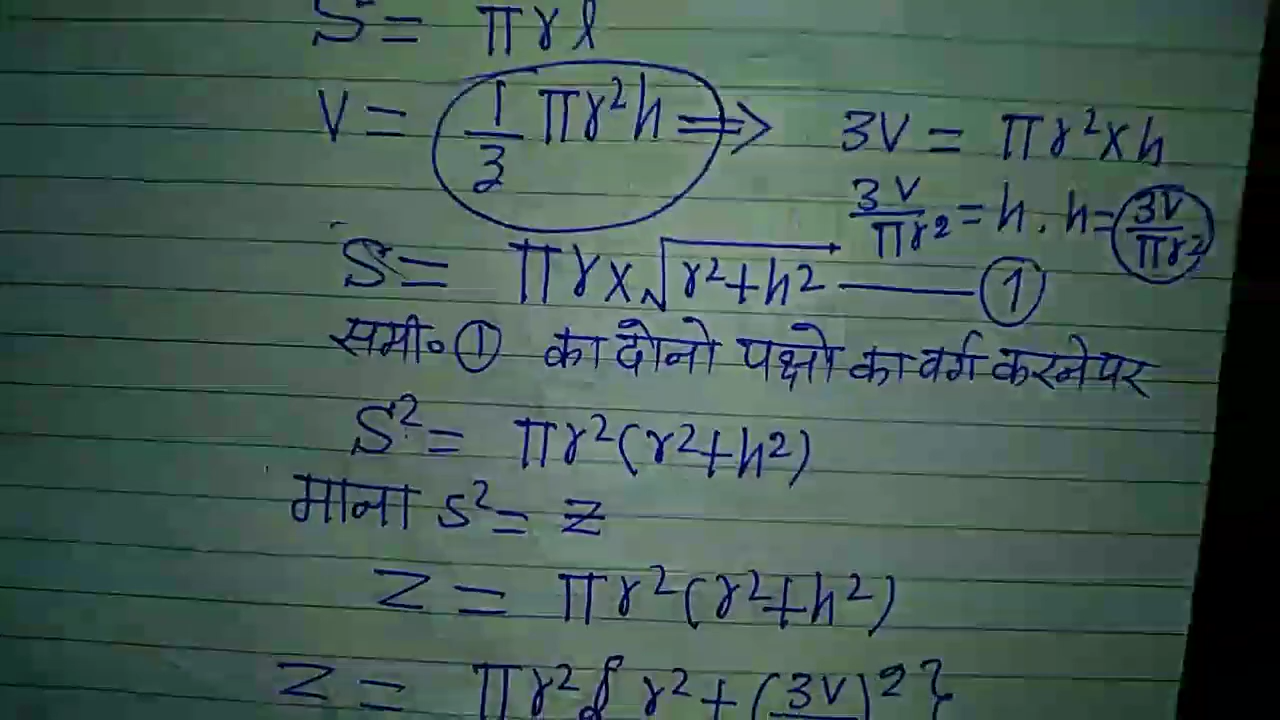 S = πrl
V = 1/3 πr²h ⇒ 3V = πr²×h
3V/πr² = h . h = 3V/πr²
S = πr×√r²+h² ——— ①
समी० ① का दोनो पक्षो का वर्ग करने पर
S² = πr²(r²+h²)
माना s² = z
Z = πr²(r²+h²)
Z = πr²{r²+(3V)²}